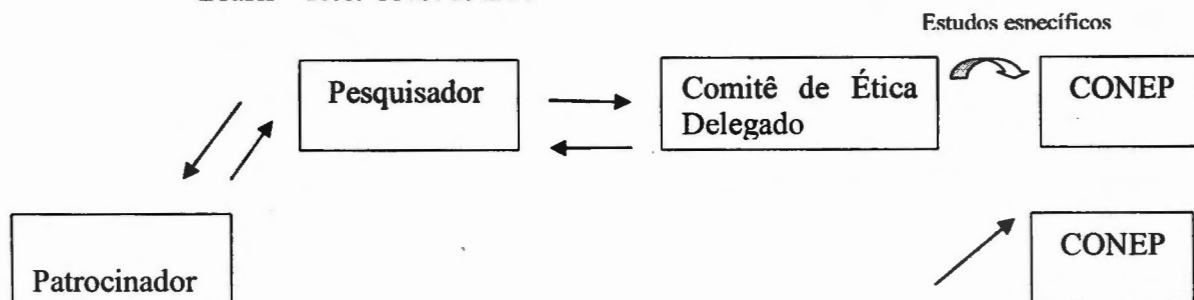 Estudos específicos
Pesquisador
Comitê de Ética
Delegado
CONEP
CONEP
Patrocinador